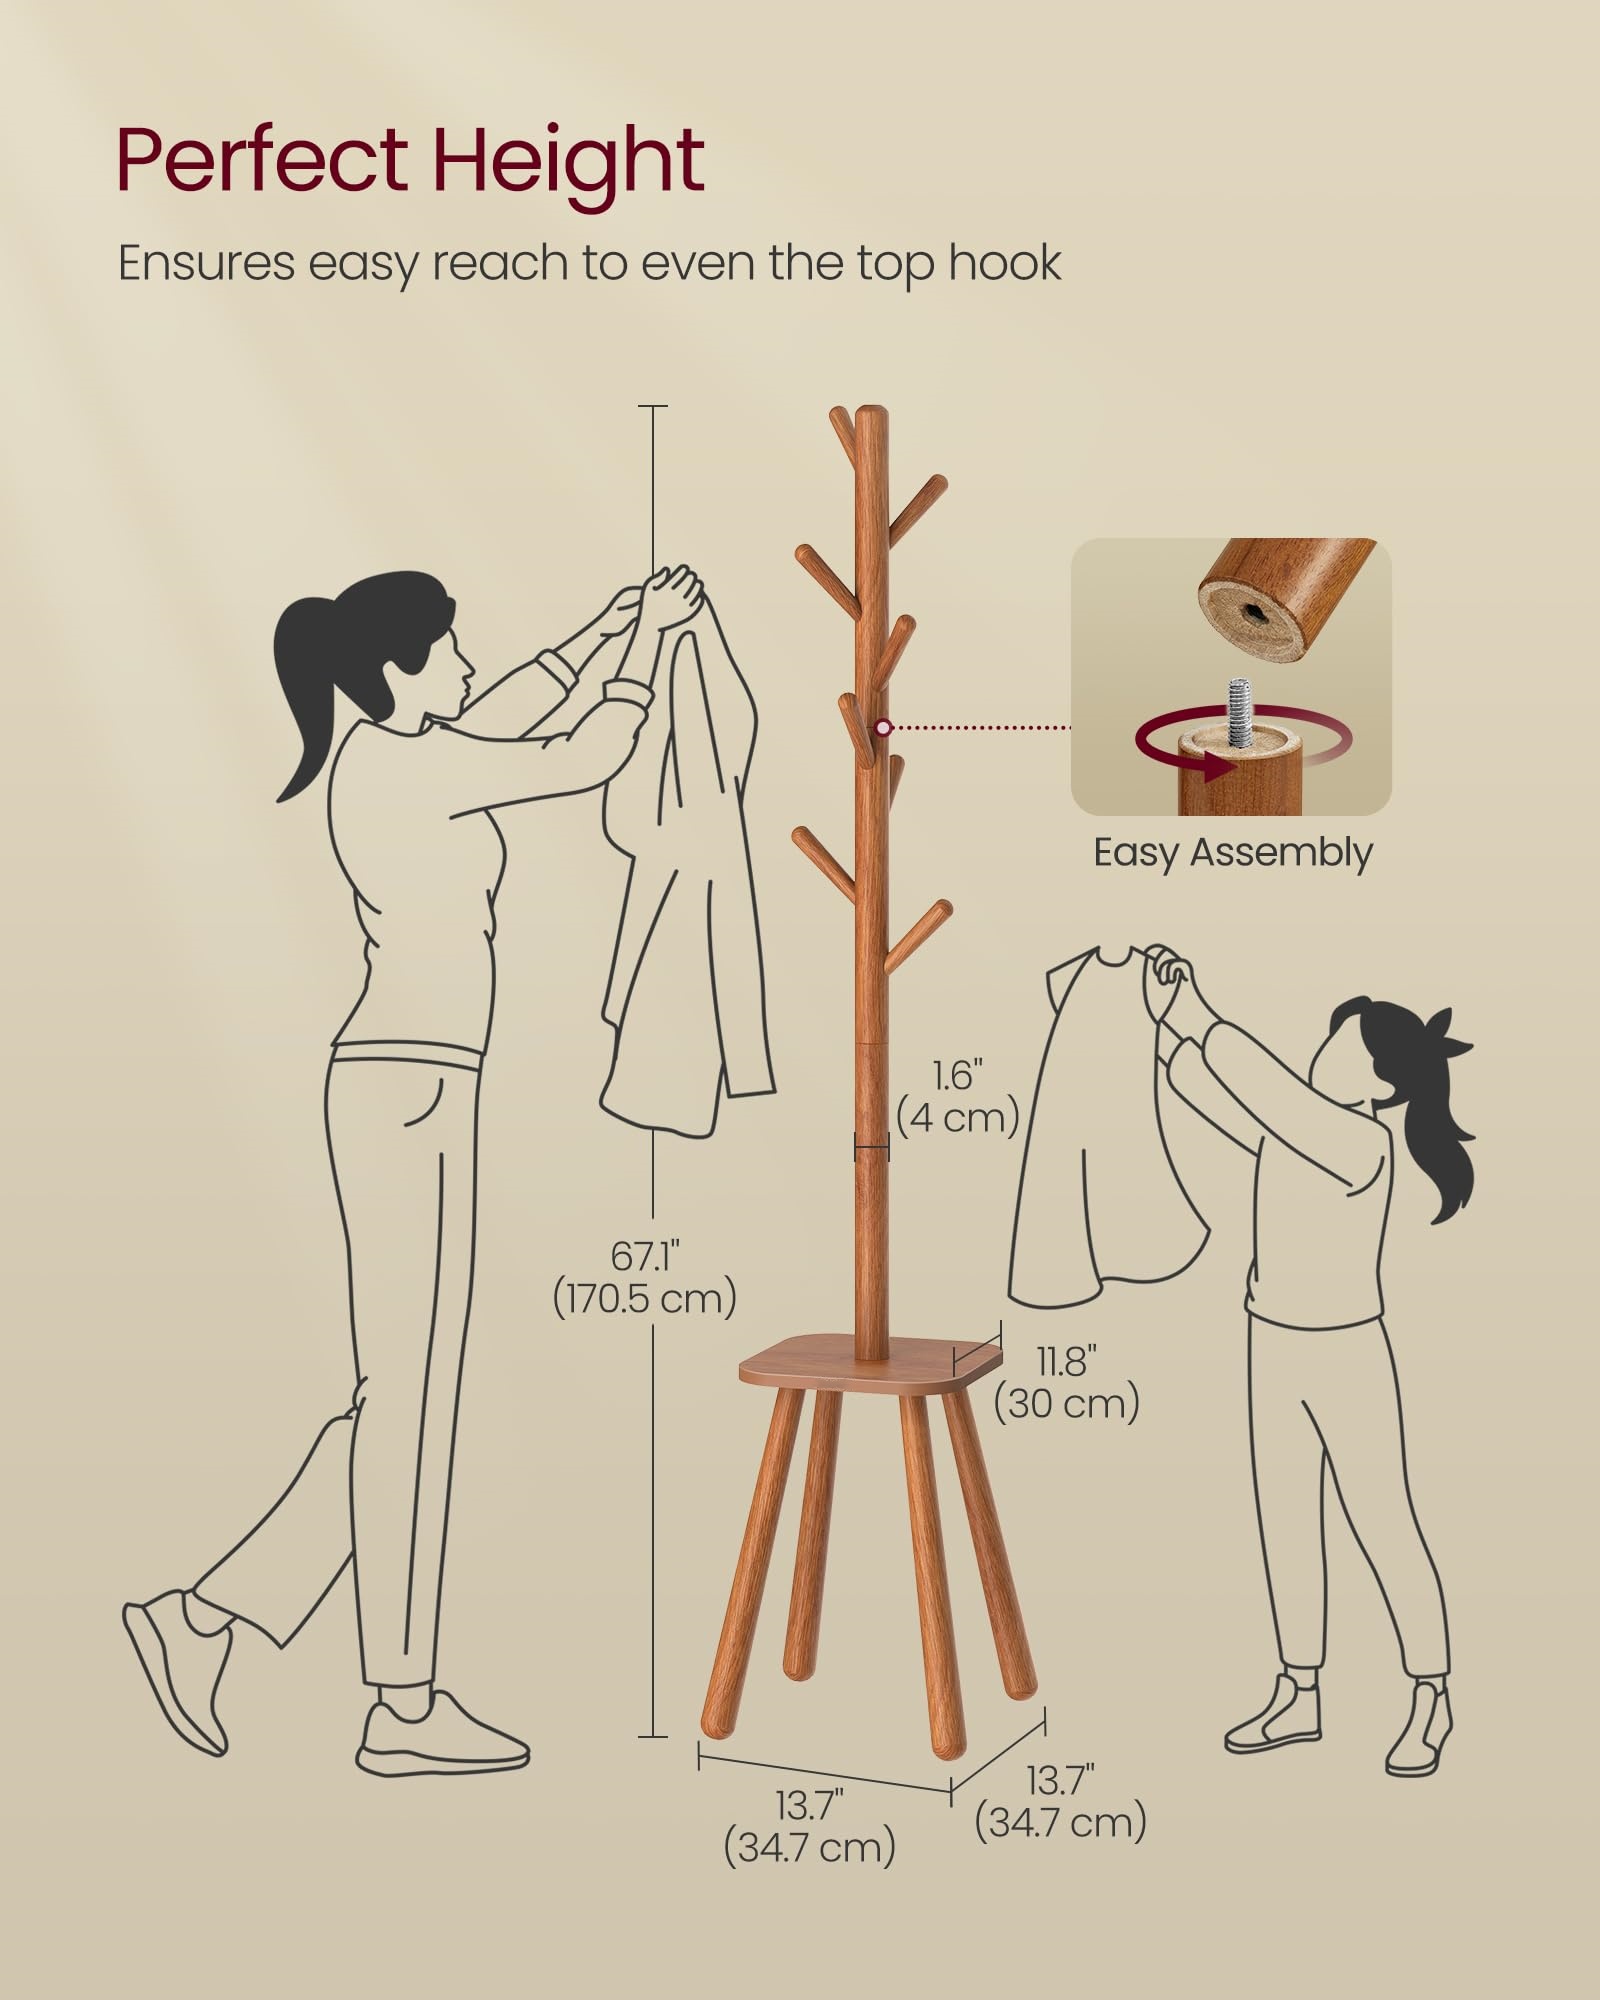 Perfect Height
Ensures easy reach to even the top hook
Easy Assembly
1.6"
(4 cm)
67.1"
(170.5 cm)
11.8"
(30 cm)
13.7"
(34.7 cm)
13.7"
(34.7 cm)